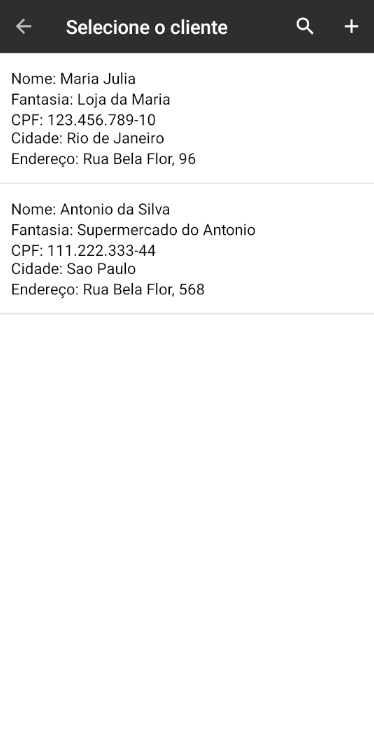 Selecione o cliente
Nome: Maria Julia
Fantasia: Loja da Maria
CPF: 123.456.789-10
Cidade: Rio de Janeiro
Endereço: Rua Bela Flor, 96
Nome: Antonio da Silva
Fantasia: Supermercado do Antonio
CPF: 111.222.333-44
Cidade: Sao Paulo
Endereço: Rua Bela Flor, 568